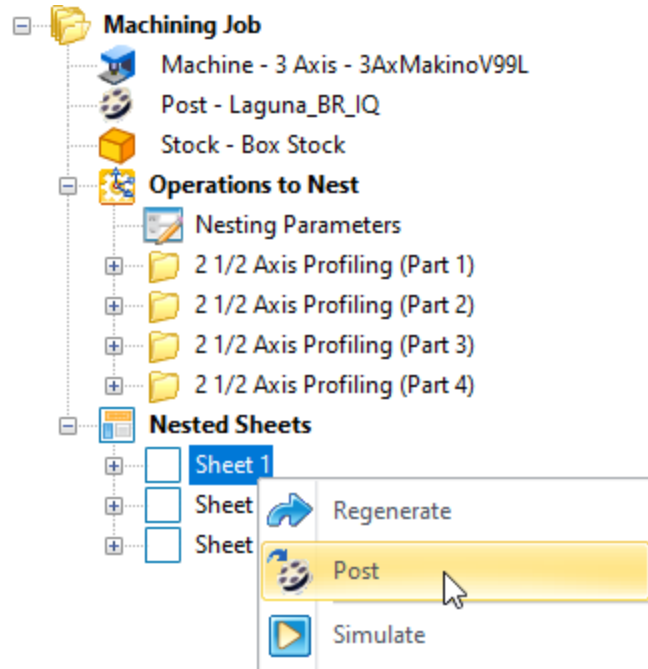 Machining Job
Machine - 3 Axis - 3AxMakinoV99L
Post - Laguna_BR_IQ
Stock - Box Stock
Operations to Nest
Nesting Parameters
2 1/2 Axis Profiling (Part 1)
2 1/2 Axis Profiling (Part 2)
2 1/2 Axis Profiling (Part 3)
2 1/2 Axis Profiling (Part 4)
Nested Sheets
Sheet 1
Sheet
Regenerate
Sheet
Post
Simulate